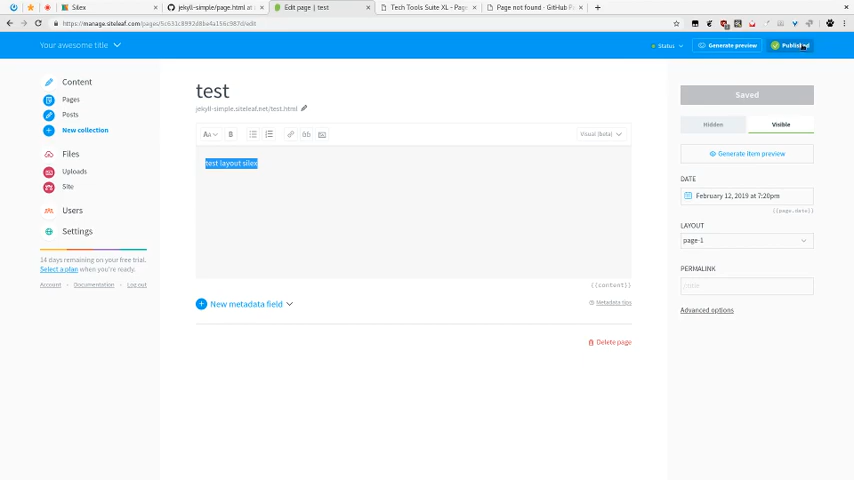 Silex
jekyll-simple/page.html at
Edit page | test
Tech Tools Suite XL - Page
Page not found · GitHub Pa
https://manage.siteleaf.com/pages/5c631c8992d8be4a156c987d/edit
Your awesome title
Status
Generate preview
Published
Content
Pages
Posts
New collection
Files
Uploads
Site
Users
Settings
14 days remaining on your free trial.
Select a plan when you're ready.
Account
Documentation
Log out
test
jekyll-simple.siteleaf.net/test.html
Aa
B
Visual (beta)
test layout silex
{{content}}
New metadata field
Metadata tips
Delete page
Saved
Hidden
Visible
Generate item preview
DATE
February 12, 2019 at 7:20pm
{{page.date}}
LAYOUT
page-1
PERMALINK
Advanced options